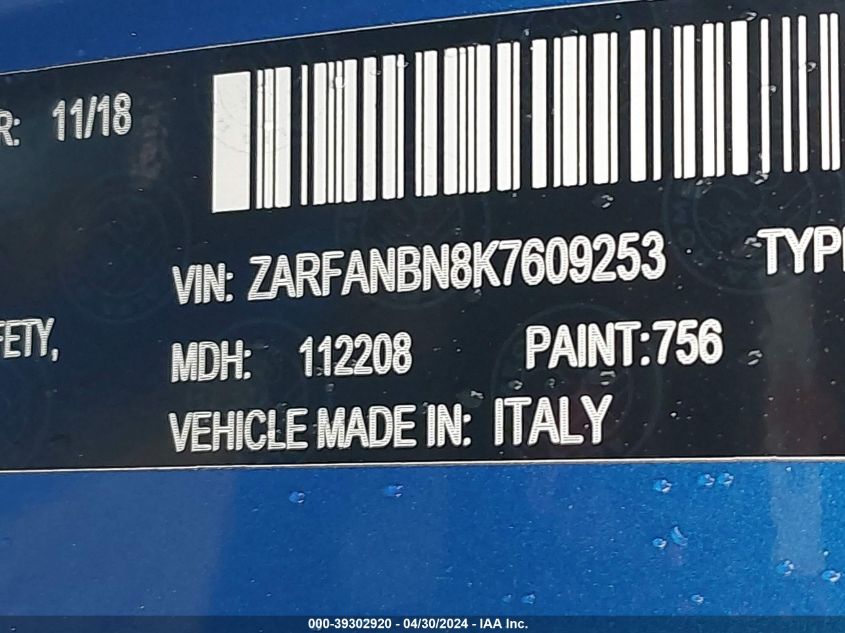 R: 11/18
VIN: ZARFANBN8K7609253 TYPE
FETY,
MDH: 112208 PAINT:756
VEHICLE MADE IN: ITALY
000-39302920 - 04/30/2024 - IAA Inc.